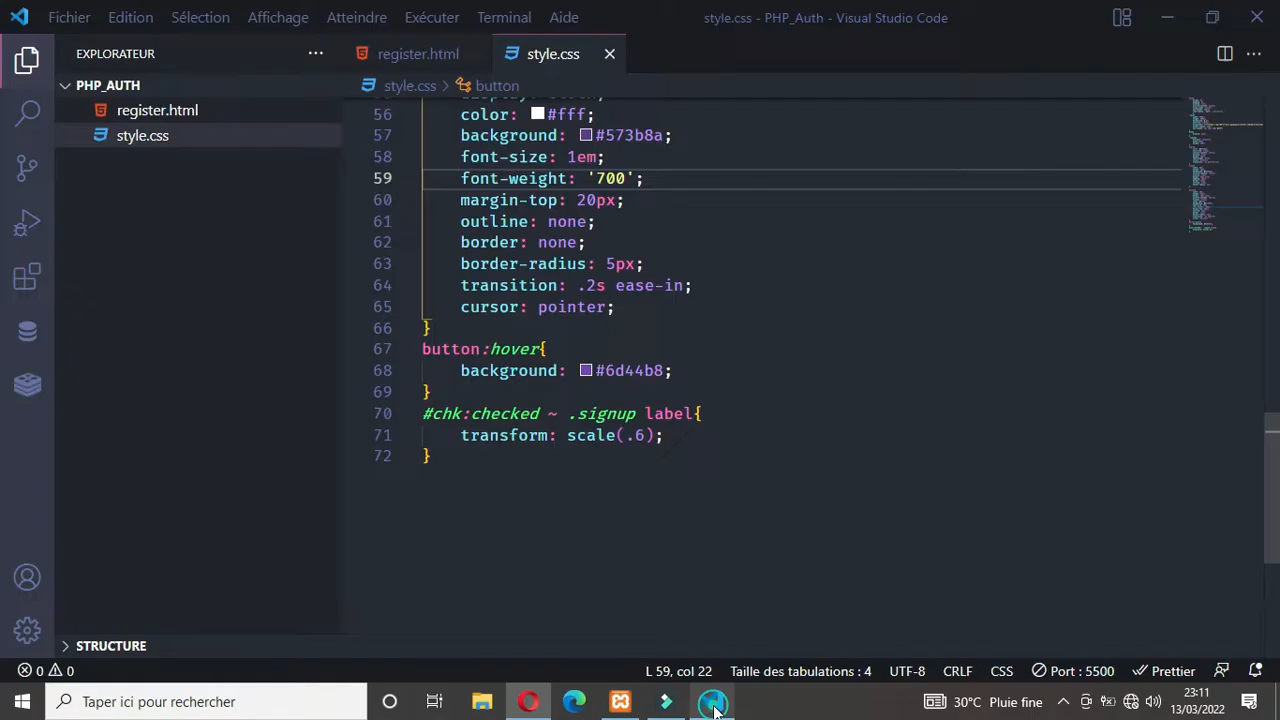 Fichier Edition Sélection Affichage Atteindre Exécuter Terminal Aide style.css - PHP_Auth - Visual Studio Code
EXPLORATEUR ··· register.html style.css
PHP_AUTH
style.css > button
register.html
style.css
56 color: #fff;
57 background: #573b8a;
58 font-size: 1em;
59 font-weight: '700';
60 margin-top: 20px;
61 outline: none;
62 border: none;
63 border-radius: 5px;
64 transition: .2s ease-in;
65 cursor: pointer;
66 }
67 button:hover{
68 background: #6d44b8;
69 }
70 #chk:checked ~ .signup label{
71 transform: scale(.6);
72 }
STRUCTURE
0 0 L 59, col 22 Taille des tabulations : 4 UTF-8 CRLF CSS Port : 5500 Prettier
Taper ici pour rechercher 30°C Pluie fine 23:11
13/03/2022